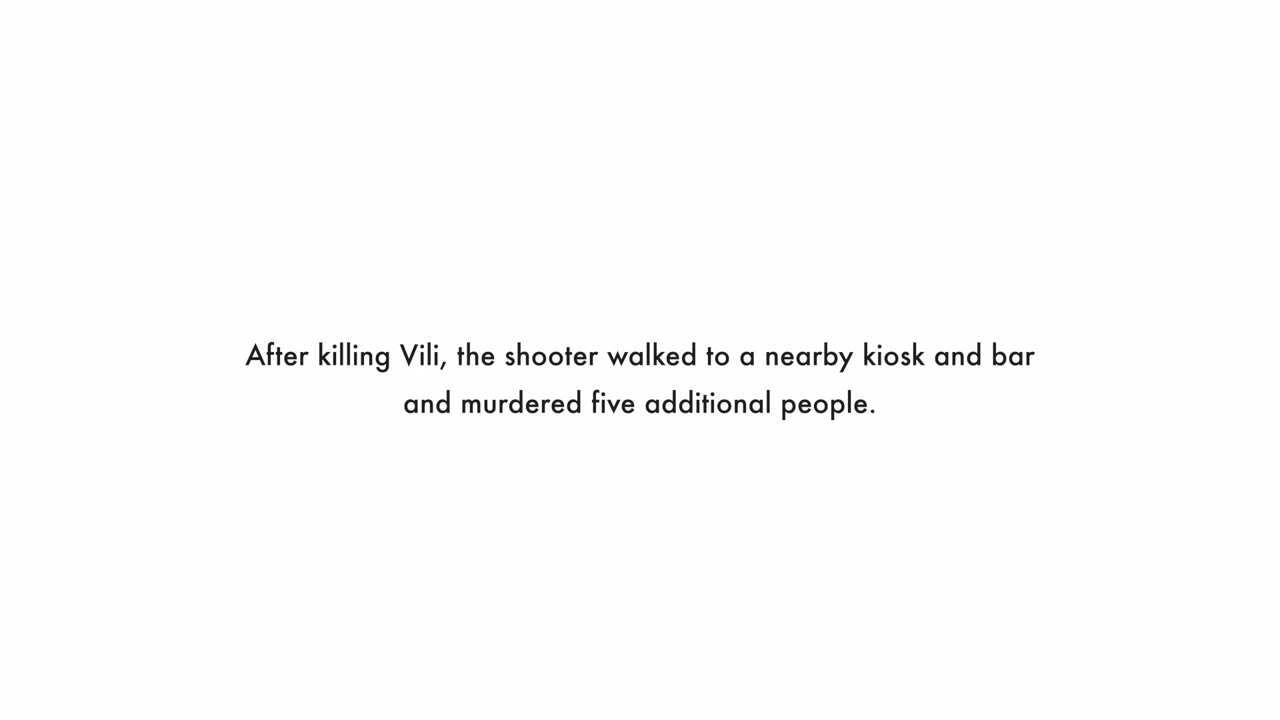 After killing Vili, the shooter walked to a nearby kiosk and bar
and murdered five additional people.